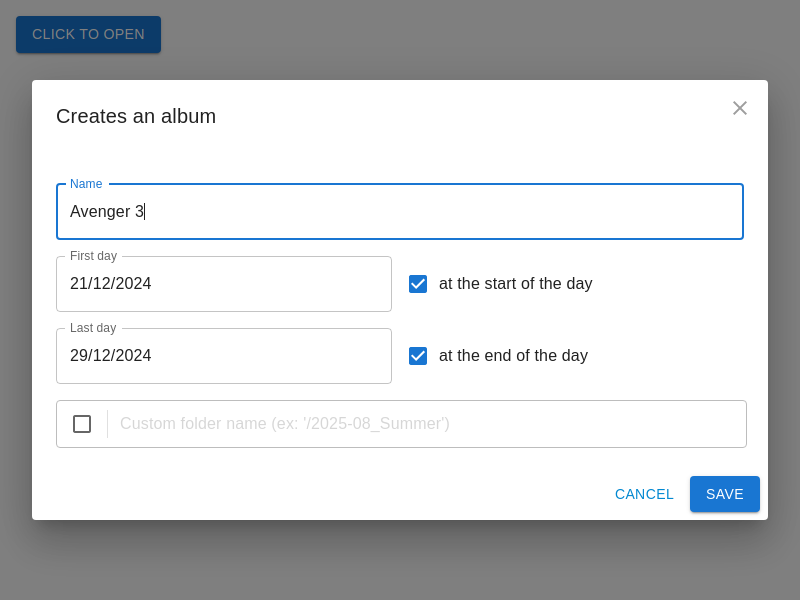 CLICK TO OPEN
Creates an album
Name
Avenger 3
First day
21/12/2024
at the start of the day
Last day
29/12/2024
at the end of the day
Custom folder name (ex: '/2025-08_Summer')
CANCEL
SAVE